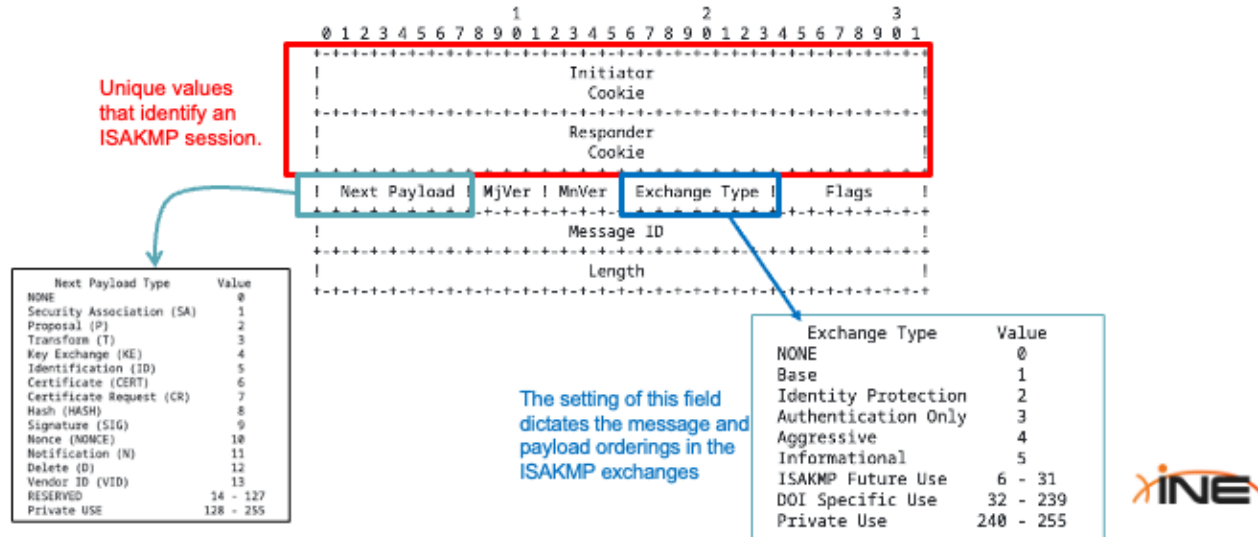 1 2 3
0 1 2 3 4 5 6 7 8 9 0 1 2 3 4 5 6 7 8 9 0 1 2 3 4 5 6 7 8 9 0 1
+-+-+-+-+-+-+-+-+-+-+-+-+-+-+-+-+-+-+-+-+-+-+-+-+-+-+-+-+-+-+-+-+
! Initiator !
! Cookie !
+-+-+-+-+-+-+-+-+-+-+-+-+-+-+-+-+-+-+-+-+-+-+-+-+-+-+-+-+-+-+-+-+
! Responder !
! Cookie !
+-+-+-+-+-+-+-+-+-+-+-+-+-+-+-+-+-+-+-+-+-+-+-+-+-+-+-+-+-+-+-+-+
! Next Payload ! MjVer ! MnVer ! Exchange Type ! Flags !
+-+-+-+-+-+-+-+-+-+-+-+-+-+-+-+-+-+-+-+-+-+-+-+-+-+-+-+-+-+-+-+-+
! Message ID !
+-+-+-+-+-+-+-+-+-+-+-+-+-+-+-+-+-+-+-+-+-+-+-+-+-+-+-+-+-+-+-+-+
! Length !
+-+-+-+-+-+-+-+-+-+-+-+-+-+-+-+-+-+-+-+-+-+-+-+-+-+-+-+-+-+-+-+-+
Unique values
that identify an
ISAKMP session.
Next Payload Type Value
NONE 0
Security Association (SA) 1
Proposal (P) 2
Transform (T) 3
Key Exchange (KE) 4
Identification (ID) 5
Certificate (CERT) 6
Certificate Request (CR) 7
Hash (HASH) 8
Signature (SIG) 9
Nonce (NONCE) 10
Notification (N) 11
Delete (D) 12
Vendor ID (VID) 13
RESERVED 14 - 127
Private USE 128 - 255
The setting of this field
dictates the message and
payload orderings in the
ISAKMP exchanges
Exchange Type Value
NONE 0
Base 1
Identity Protection 2
Authentication Only 3
Aggressive 4
Informational 5
ISAKMP Future Use 6 - 31
DOI Specific Use 32 - 239
Private Use 240 - 255
INE